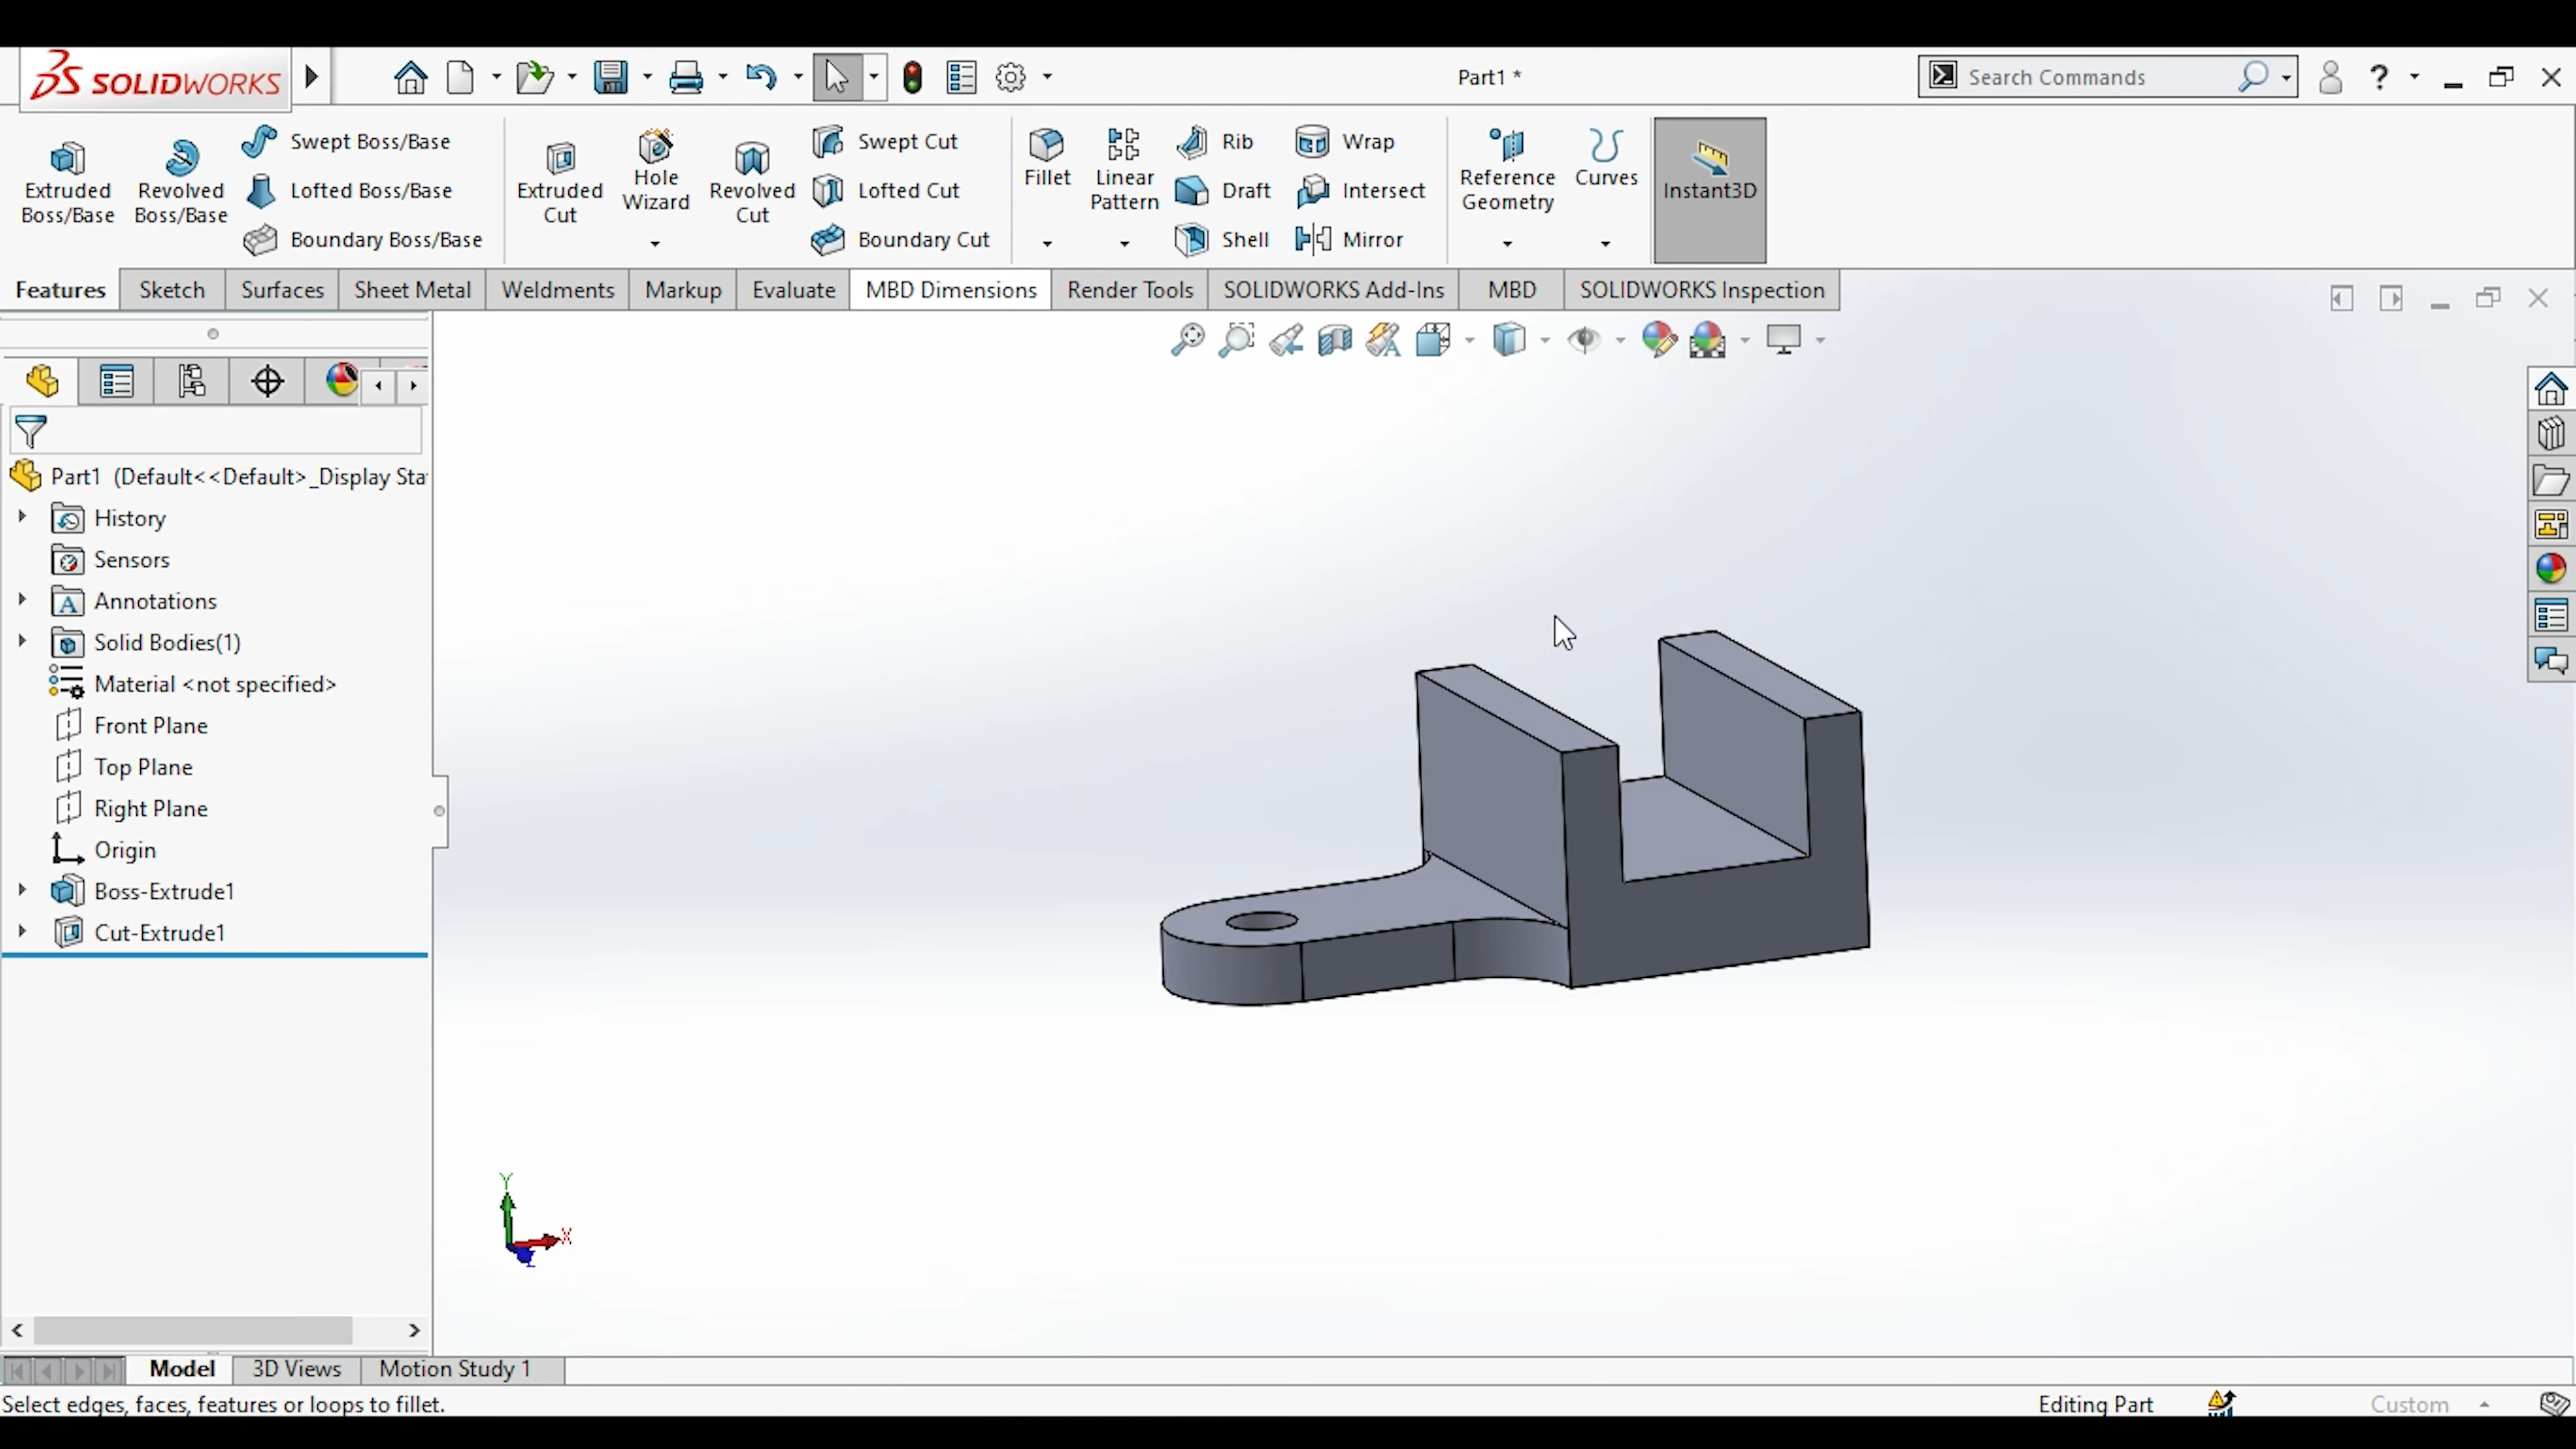 SOLIDWORKS
Part1 *
Search Commands
?
Extruded
Boss/Base
Revolved
Boss/Base
Swept Boss/Base
Lofted Boss/Base
Boundary Boss/Base
Extruded
Cut
Hole
Wizard
Revolved
Cut
Swept Cut
Lofted Cut
Boundary Cut
Fillet
Linear
Pattern
Rib
Draft
Shell
Wrap
Intersect
Mirror
Reference
Geometry
Curves
Instant3D
Features
Sketch
Surfaces
Sheet Metal
Weldments
Markup
Evaluate
MBD Dimensions
Render Tools
SOLIDWORKS Add-Ins
MBD
SOLIDWORKS Inspection
Part1 (Default<<Default>_Display Sta
History
Sensors
Annotations
Solid Bodies(1)
Material <not specified>
Front Plane
Top Plane
Right Plane
Origin
Boss-Extrude1
Cut-Extrude1
Y
X
Model
3D Views
Motion Study 1
Select edges, faces, features or loops to fillet.
Editing Part
Custom